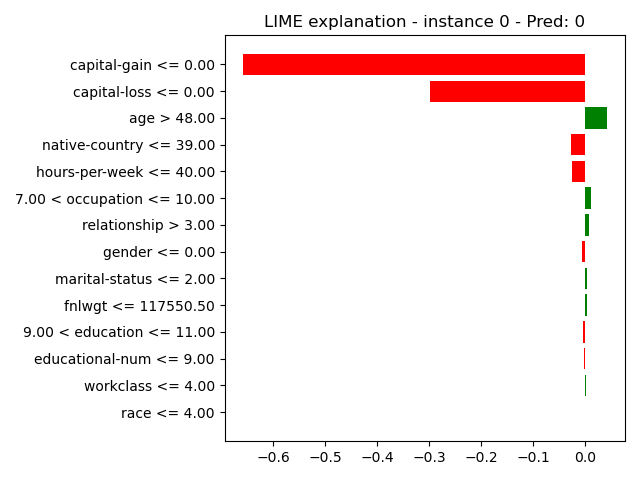 LIME explanation - instance 0 - Pred: 0
capital-gain <= 0.00
capital-loss <= 0.00
age > 48.00
native-country <= 39.00
hours-per-week <= 40.00
7.00 < occupation <= 10.00
relationship > 3.00
gender <= 0.00
marital-status <= 2.00
fnlwgt <= 117550.50
9.00 < education <= 11.00
educational-num <= 9.00
workclass <= 4.00
race <= 4.00
−0.6 −0.5 −0.4 −0.3 −0.2 −0.1 0.0